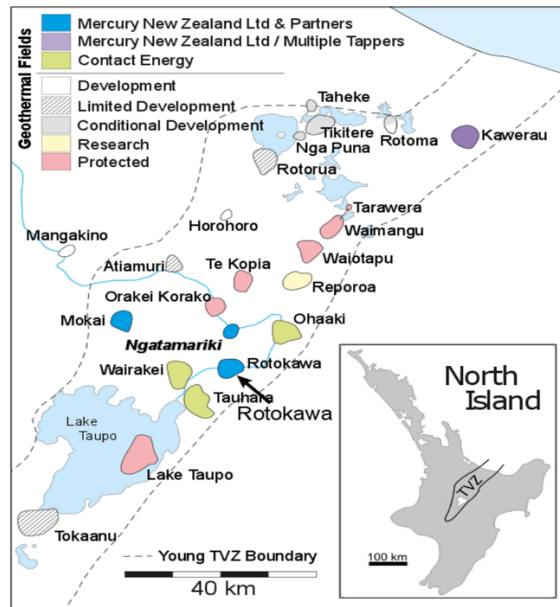 Geothermal Fields
Mercury New Zealand Ltd & Partners
Mercury New Zealand Ltd / Multiple Tappers
Contact Energy
Development
Limited Development
Conditional Development
Research
Protected
Taheke
Tikitere
Nga Puna
Rotoma
Kawerau
Rotorua
Tarawera
Horohoro
Waimangu
Mangakino
Waiotapu
Atiamuri
Te Kopia
Reporoa
Orakei Korako
Mokai
Ohaaki
Ngatamariki
Wairakei
Rotokawa
Tauhara
Rotokawa
Lake
Taupo
Lake Taupo
Tokaanu
Young TVZ Boundary
40 km
North
Island
TVZ
100 km